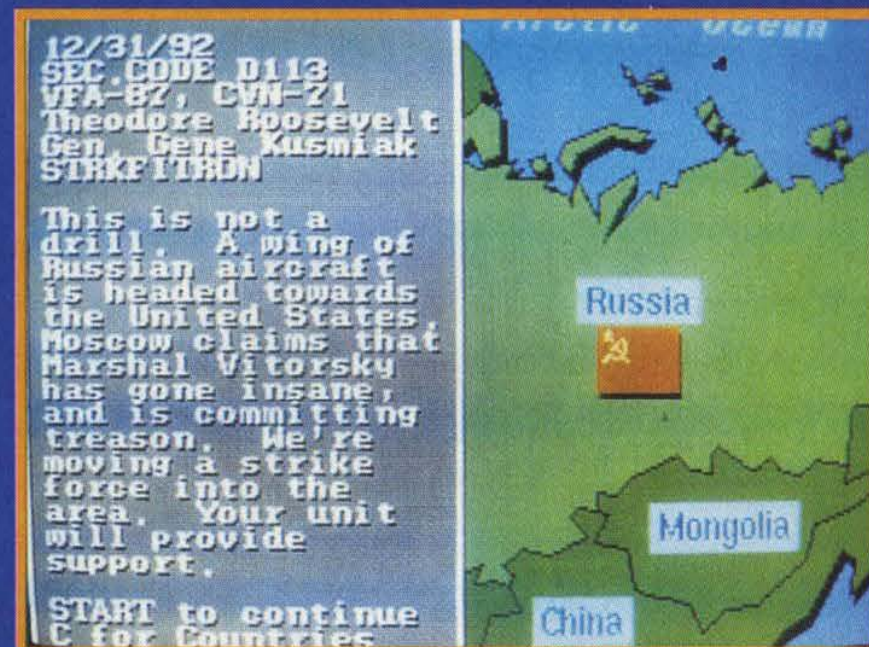 12/31/92
SEC.CODE D113
VFA-87, CVN-71
Theodore Roosevelt
Gen. Gene Kusmiak
STRKFITRON
This is not a
drill. A wing of
Russian aircraft
is headed towards
the United States.
Moscow claims that
Marshal Vitorsky
has gone insane,
and is committing
treason. We're
moving a strike
force into the
area. Your unit
will provide
support.
START to continue
C for Countries
Arctic Ocean
Russia
Mongolia
China